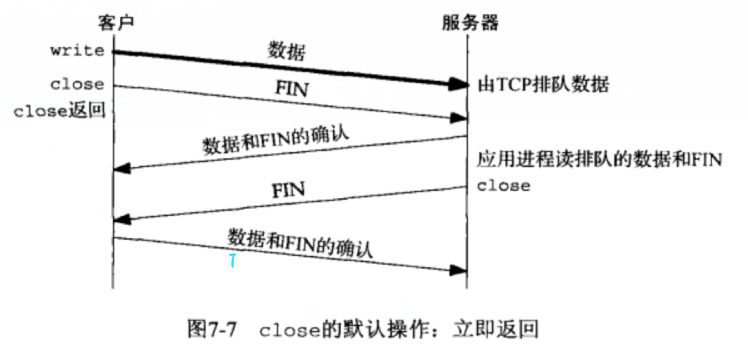 客户
服务器
write
数据
由TCP排队数据
close
FIN
close返回
数据和FIN的确认
应用进程读排队的数据和FIN
close
FIN
数据和FIN的确认
图7-7 close的默认操作：立即返回